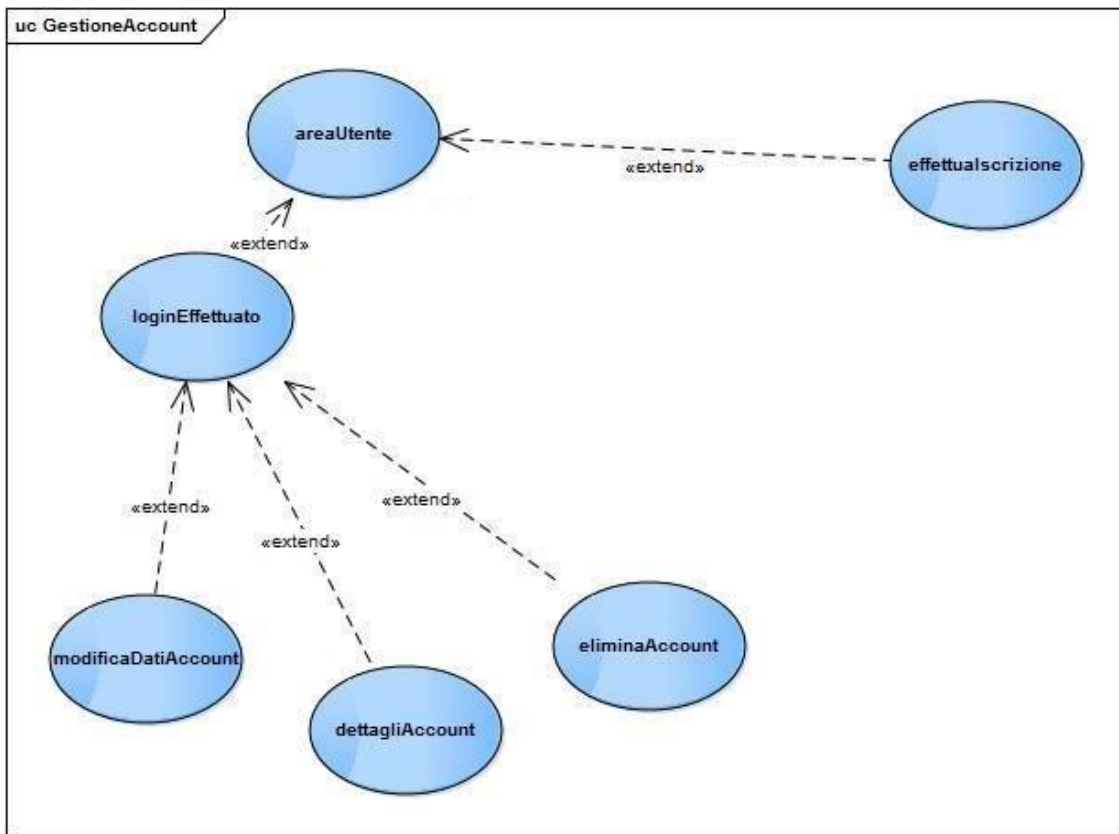 uc GestioneAccount
areaUtente
effettuaIscrizione
«extend»
«extend»
loginEffettuato
«extend»
«extend»
«extend»
modificaDatiAccount
eliminaAccount
dettagliAccount